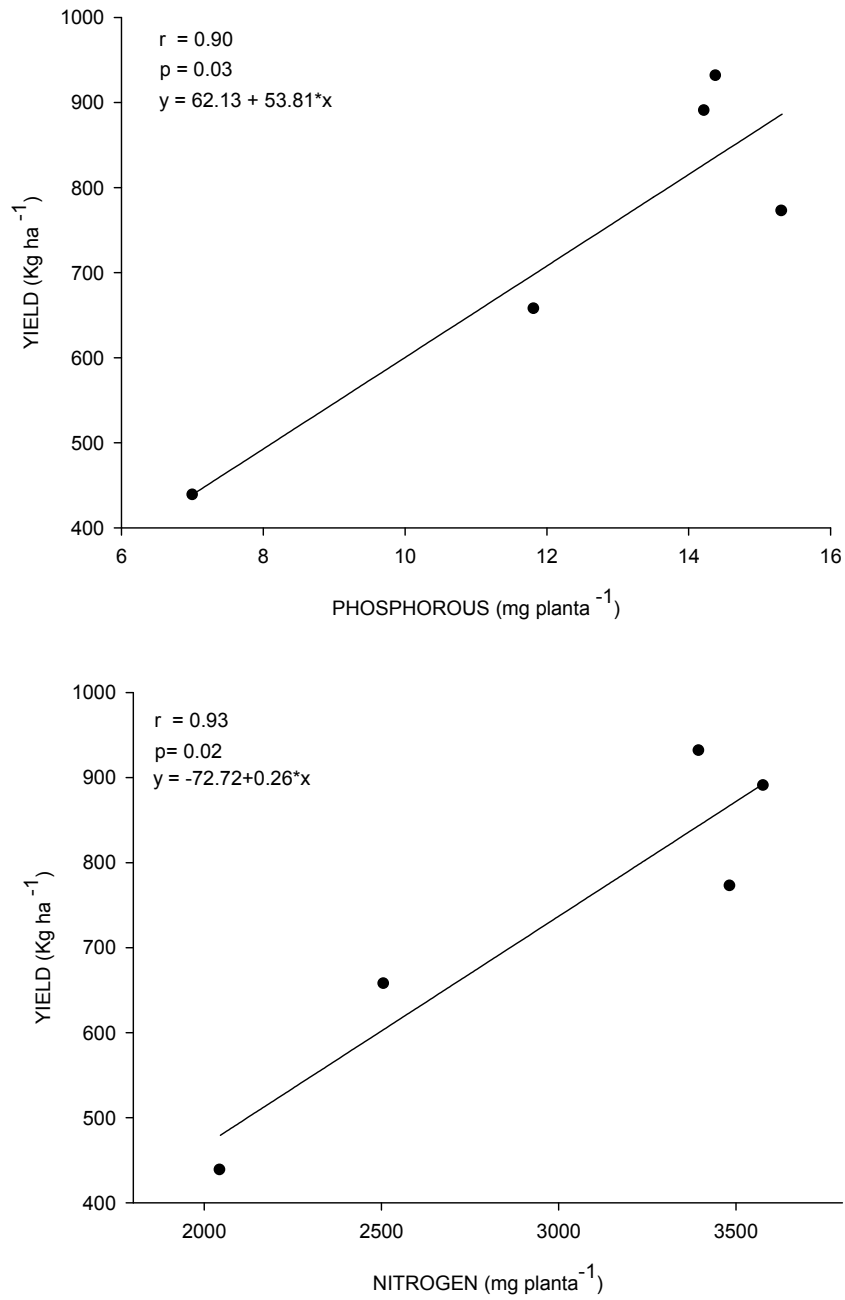 1000
r = 0.90
p = 0.03
y = 62.13 + 53.81*x
900
800
700
600
500
400
YIELD (Kg ha -1)
6 8 10 12 14 16
PHOSPHOROUS (mg planta -1)
1000
r = 0.93
p= 0.02
y = -72.72+0.26*x
900
800
700
600
500
400
YIELD (Kg ha -1)
2000 2500 3000 3500
NITROGEN (mg planta-1)